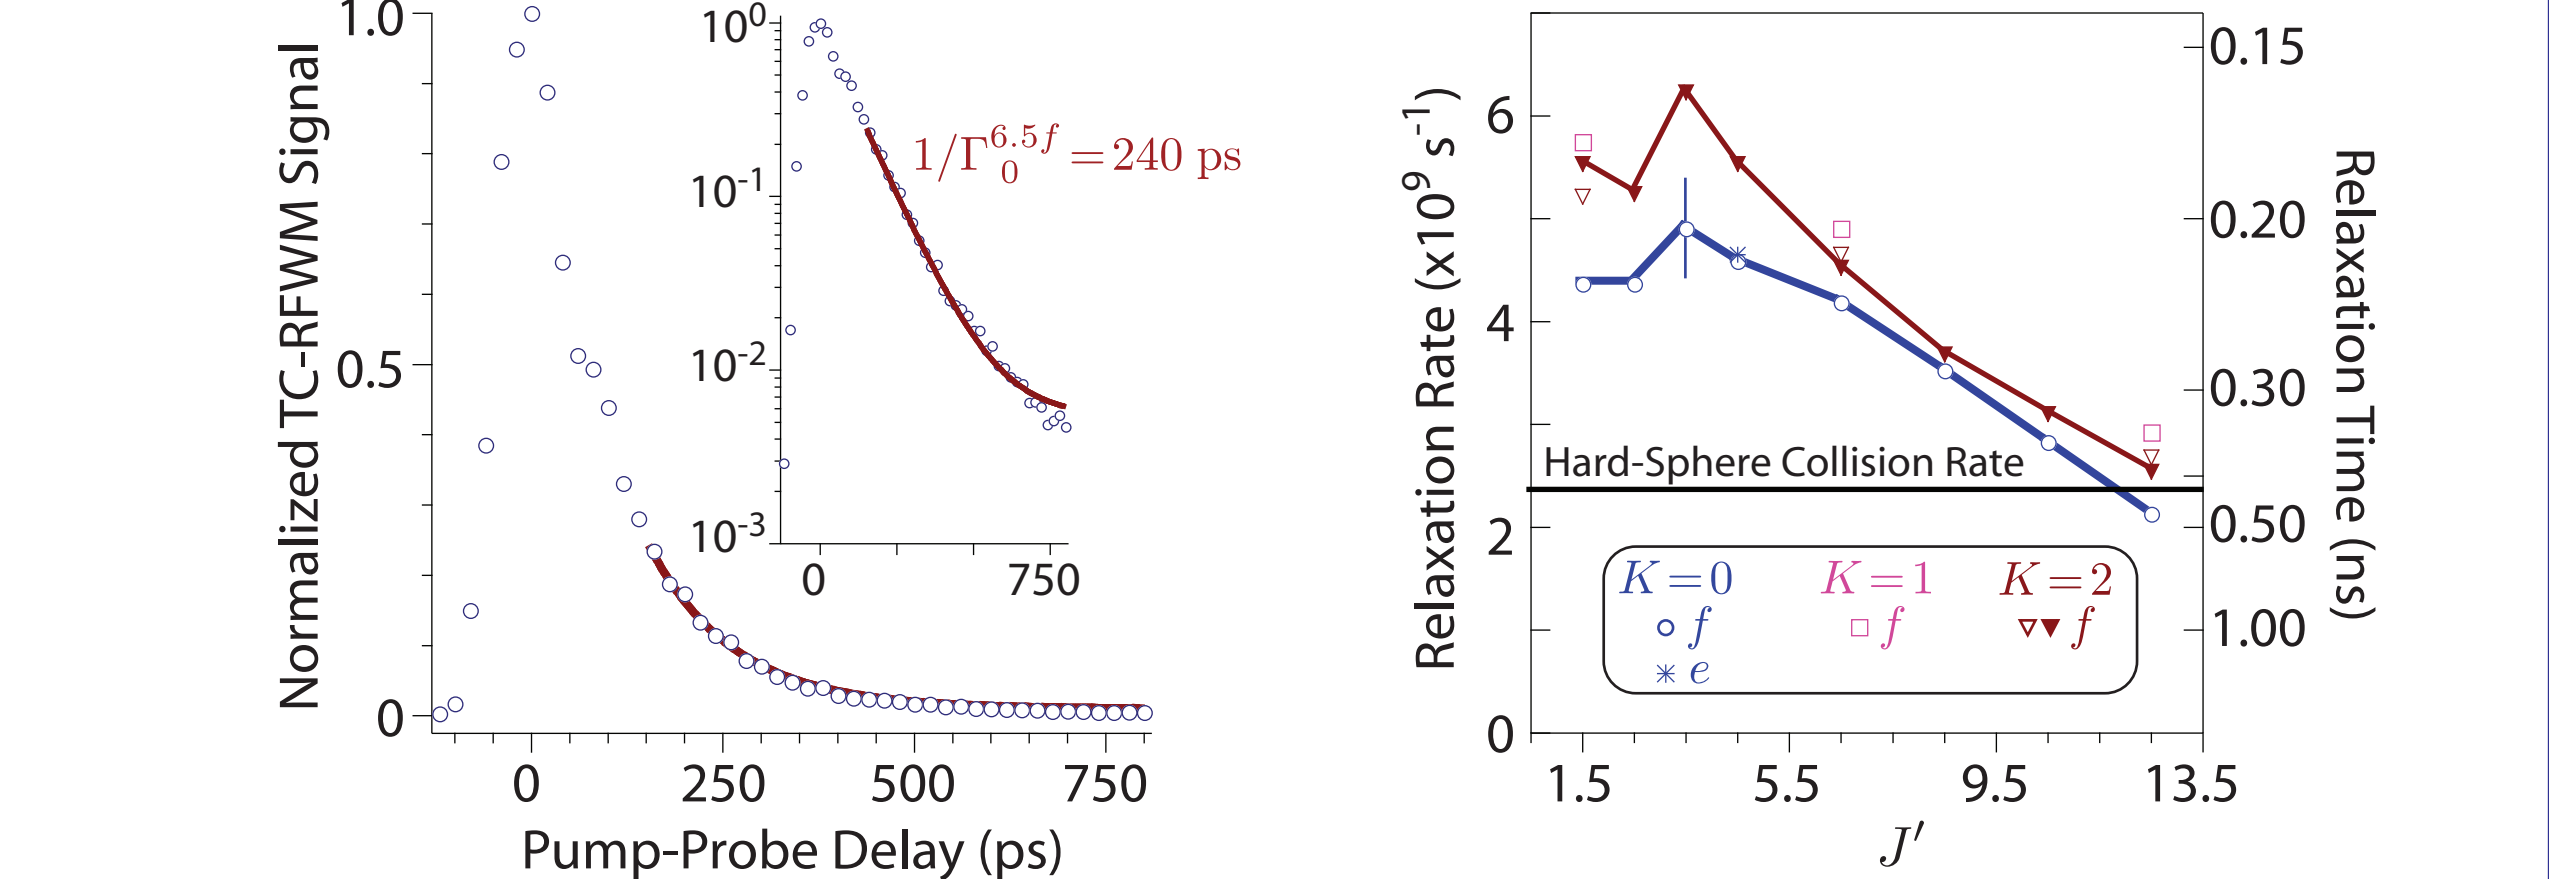 Normalized TC-RFWM Signal
1.0
0.5
0
0 250 500 750
Pump-Probe Delay (ps)
10^0
10^-1
10^-2
10^-3
0 750
1/Γ_0^{6.5f} = 240 ps
Relaxation Rate (x10^9 s^-1)
6
4
2
0
Hard-Sphere Collision Rate
K=0 K=1 K=2
f f f
e
1.5 5.5 9.5 13.5
J′
0.15
0.20
0.30
0.50
1.00
Relaxation Time (ns)